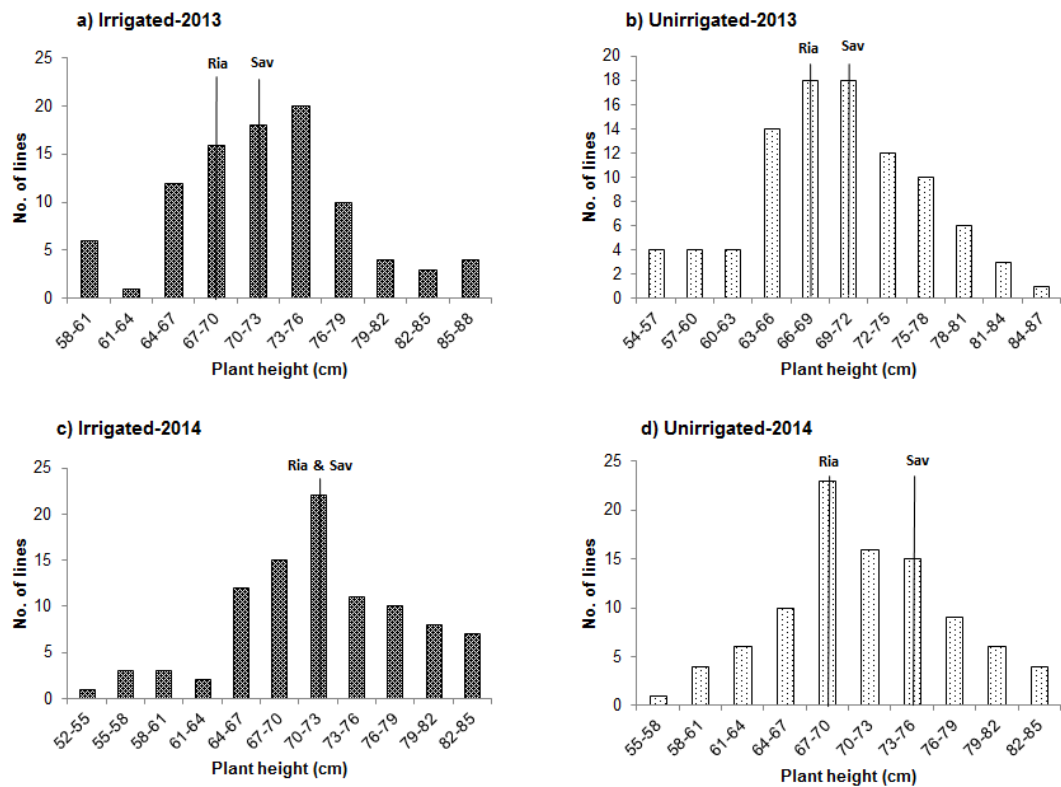 a) Irrigated-2013
Ria Sav
25
20
15
10
5
0
No. of lines
58-61 61-64 64-67 67-70 70-73 73-76 76-79 79-82 82-85 85-88
Plant height (cm)
b) Unirrigated-2013
Ria Sav
20
18
16
14
12
10
8
6
4
2
0
No. of lines
54-57 57-60 60-63 63-66 66-69 69-72 72-75 75-78 78-81 81-84 84-87
Plant height (cm)
c) Irrigated-2014
Ria & Sav
25
20
15
10
5
0
No. of lines
52-55 55-58 58-61 61-64 64-67 67-70 70-73 73-76 76-79 79-82 82-85
Plant height (cm)
d) Unirrigated-2014
Ria Sav
25
20
15
10
5
0
No. of lines
55-58 58-61 61-64 64-67 67-70 70-73 73-76 76-79 79-82 82-85
Plant height (cm)